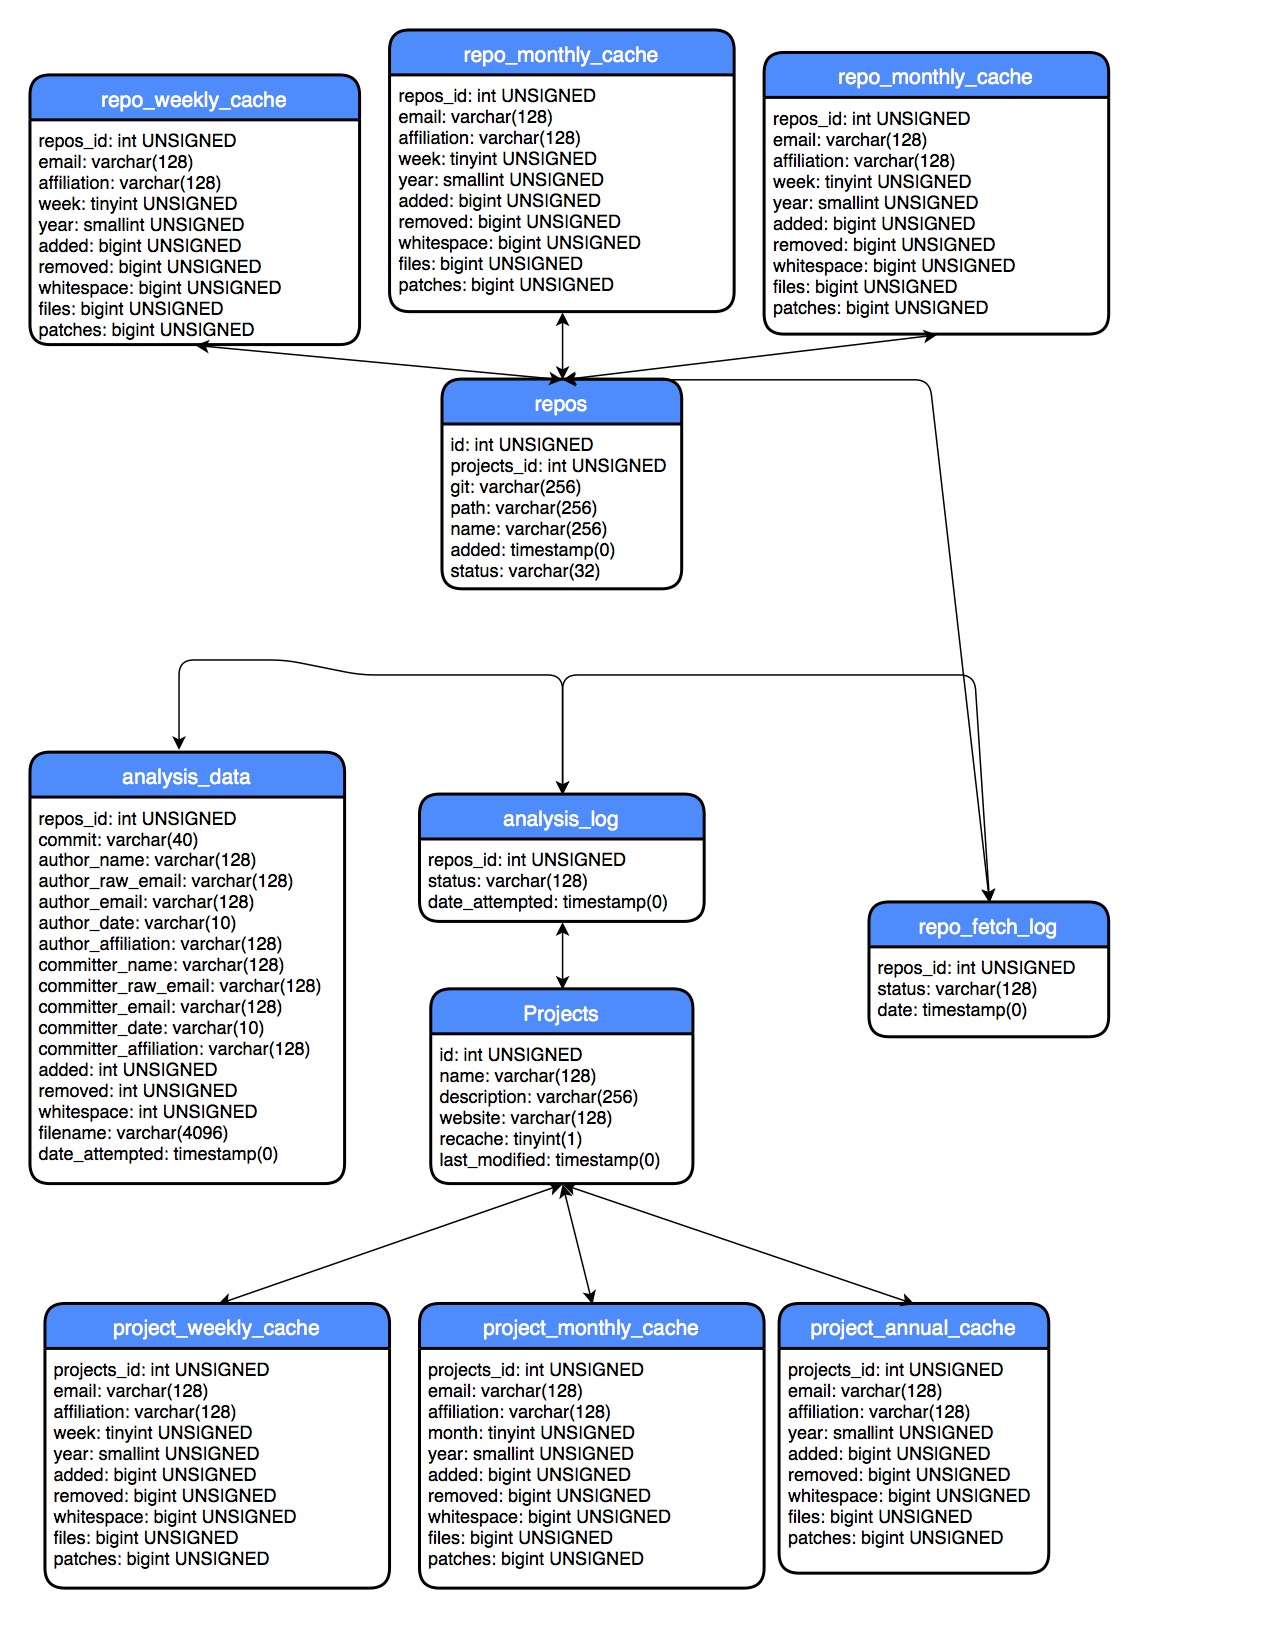 repo_weekly_cache
repos_id: int UNSIGNED
email: varchar(128)
affiliation: varchar(128)
week: tinyint UNSIGNED
year: smallint UNSIGNED
added: bigint UNSIGNED
removed: bigint UNSIGNED
whitespace: bigint UNSIGNED
files: bigint UNSIGNED
patches: bigint UNSIGNED
repo_monthly_cache
repos_id: int UNSIGNED
email: varchar(128)
affiliation: varchar(128)
week: tinyint UNSIGNED
year: smallint UNSIGNED
added: bigint UNSIGNED
removed: bigint UNSIGNED
whitespace: bigint UNSIGNED
files: bigint UNSIGNED
patches: bigint UNSIGNED
repo_monthly_cache
repos_id: int UNSIGNED
email: varchar(128)
affiliation: varchar(128)
week: tinyint UNSIGNED
year: smallint UNSIGNED
added: bigint UNSIGNED
removed: bigint UNSIGNED
whitespace: bigint UNSIGNED
files: bigint UNSIGNED
patches: bigint UNSIGNED
repos
id: int UNSIGNED
projects_id: int UNSIGNED
git: varchar(256)
path: varchar(256)
name: varchar(256)
added: timestamp(0)
status: varchar(32)
analysis_data
repos_id: int UNSIGNED
commit: varchar(40)
author_name: varchar(128)
author_raw_email: varchar(128)
author_email: varchar(128)
author_date: varchar(10)
author_affiliation: varchar(128)
committer_name: varchar(128)
committer_raw_email: varchar(128)
committer_email: varchar(128)
committer_date: varchar(10)
committer_affiliation: varchar(128)
added: int UNSIGNED
removed: int UNSIGNED
whitespace: int UNSIGNED
filename: varchar(4096)
date_attempted: timestamp(0)
analysis_log
repos_id: int UNSIGNED
status: varchar(128)
date_attempted: timestamp(0)
repo_fetch_log
repos_id: int UNSIGNED
status: varchar(128)
date: timestamp(0)
Projects
id: int UNSIGNED
name: varchar(128)
description: varchar(256)
website: varchar(128)
recache: tinyint(1)
last_modified: timestamp(0)
project_weekly_cache
projects_id: int UNSIGNED
email: varchar(128)
affiliation: varchar(128)
week: tinyint UNSIGNED
year: smallint UNSIGNED
added: bigint UNSIGNED
removed: bigint UNSIGNED
whitespace: bigint UNSIGNED
files: bigint UNSIGNED
patches: bigint UNSIGNED
project_monthly_cache
projects_id: int UNSIGNED
email: varchar(128)
affiliation: varchar(128)
month: tinyint UNSIGNED
year: smallint UNSIGNED
added: bigint UNSIGNED
removed: bigint UNSIGNED
whitespace: bigint UNSIGNED
files: bigint UNSIGNED
patches: bigint UNSIGNED
project_annual_cache
projects_id: int UNSIGNED
email: varchar(128)
affiliation: varchar(128)
year: smallint UNSIGNED
added: bigint UNSIGNED
removed: bigint UNSIGNED
whitespace: bigint UNSIGNED
files: bigint UNSIGNED
patches: bigint UNSIGNED